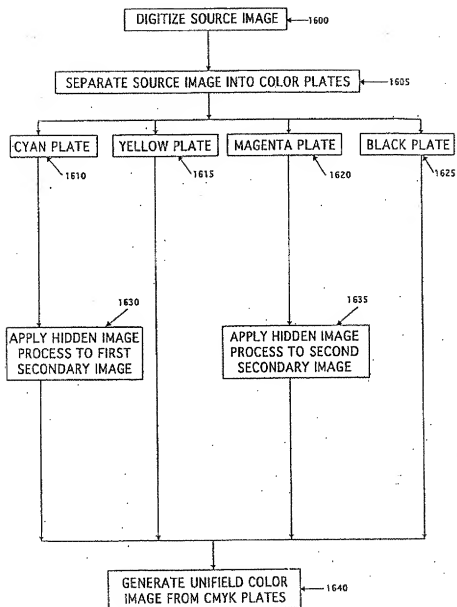 DIGITIZE SOURCE IMAGE
1600
SEPARATE SOURCE IMAGE INTO COLOR PLATES
1605
CYAN PLATE
YELLOW PLATE
MAGENTA PLATE
BLACK PLATE
1610
1615
1620
1625
1630
1635
APPLY HIDDEN IMAGE
PROCESS TO FIRST
SECONDARY IMAGE
APPLY HIDDEN IMAGE
PROCESS TO SECOND
SECONDARY IMAGE
GENERATE UNIFIELD COLOR
IMAGE FROM CMYK PLATES
1640